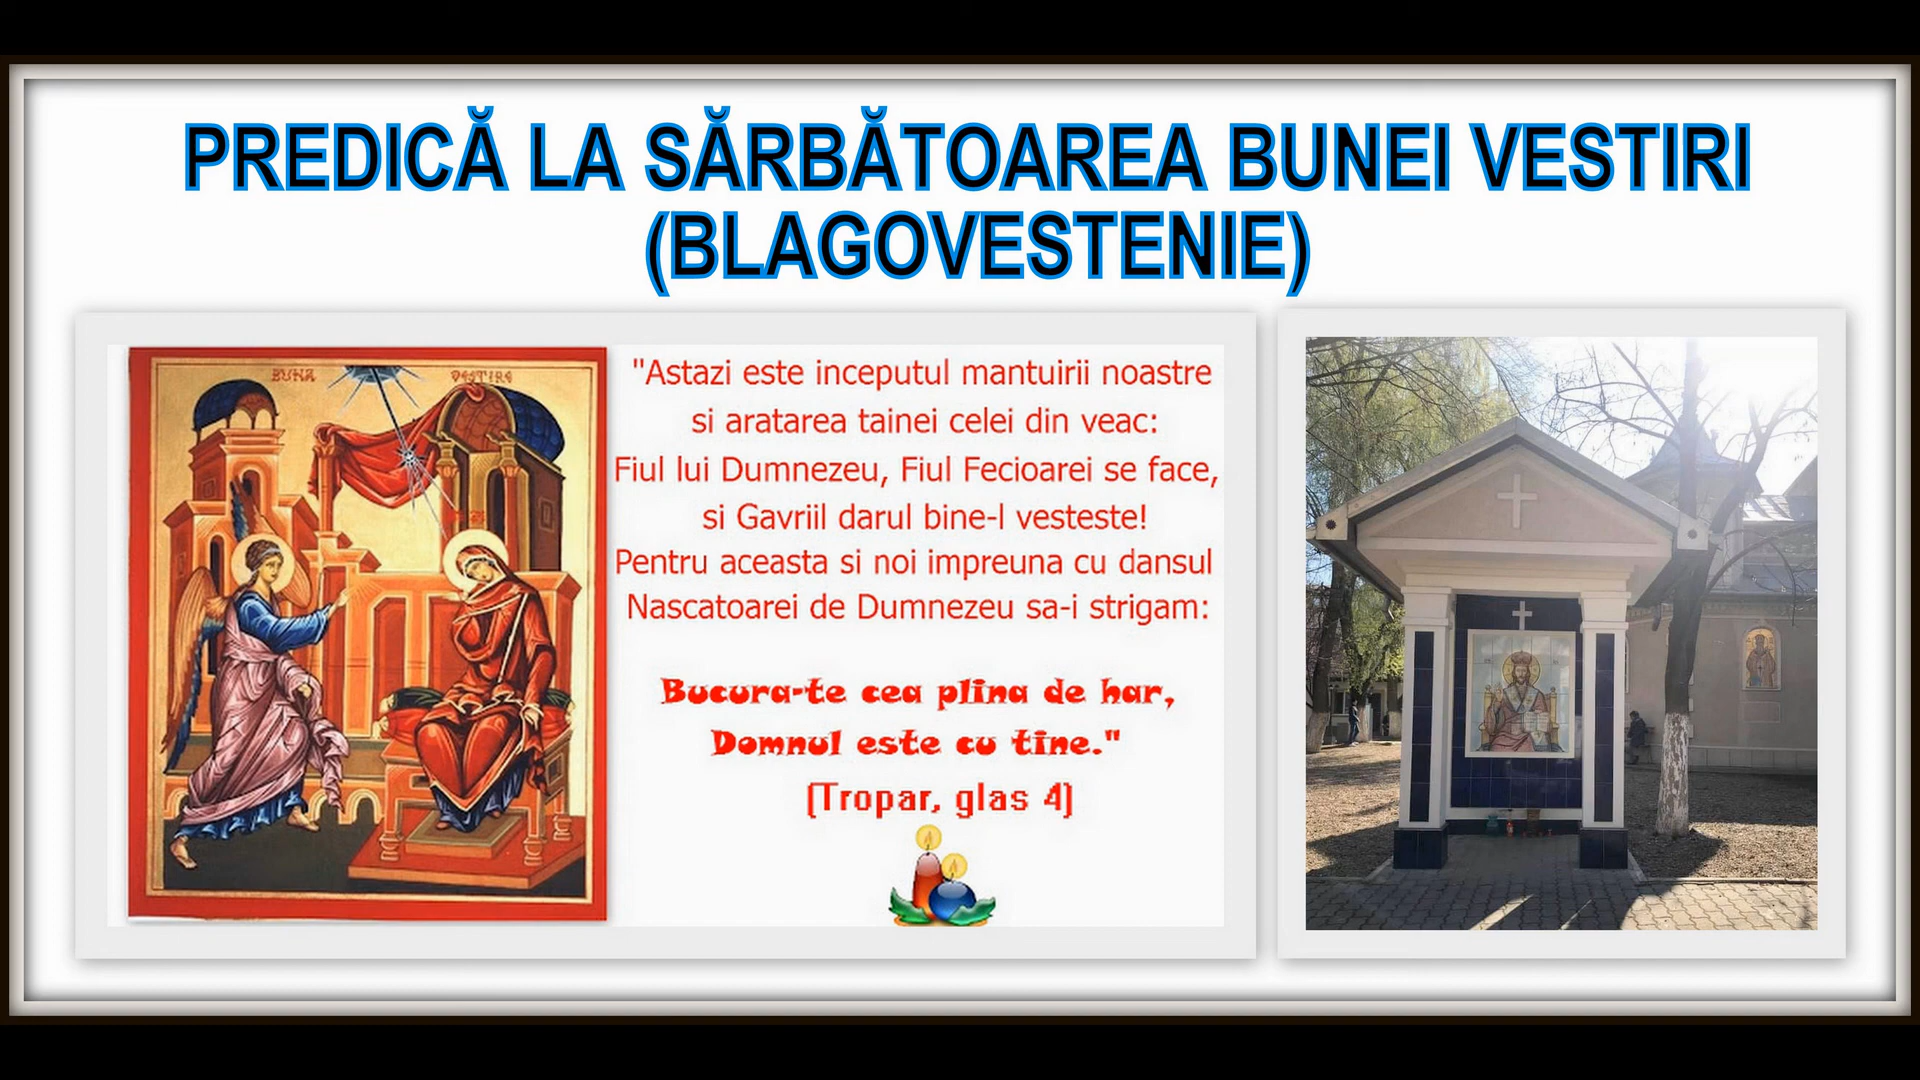 PREDICĂ LA SĂRBĂTOAREA BUNEI VESTIRI
(BLAGOVESTENIE)
BUNA VESTIRE
"Astazi este inceputul mantuirii noastre
si aratarea tainei celei din veac:
Fiul lui Dumnezeu, Fiul Fecioarei se face,
si Gavriil darul bine-l vesteste!
Pentru aceasta si noi impreuna cu dansul
Nascatoarei de Dumnezeu sa-i strigam:
Bucura-te cea plina de har,
Domnul este cu tine."
(Tropar, glas 4)